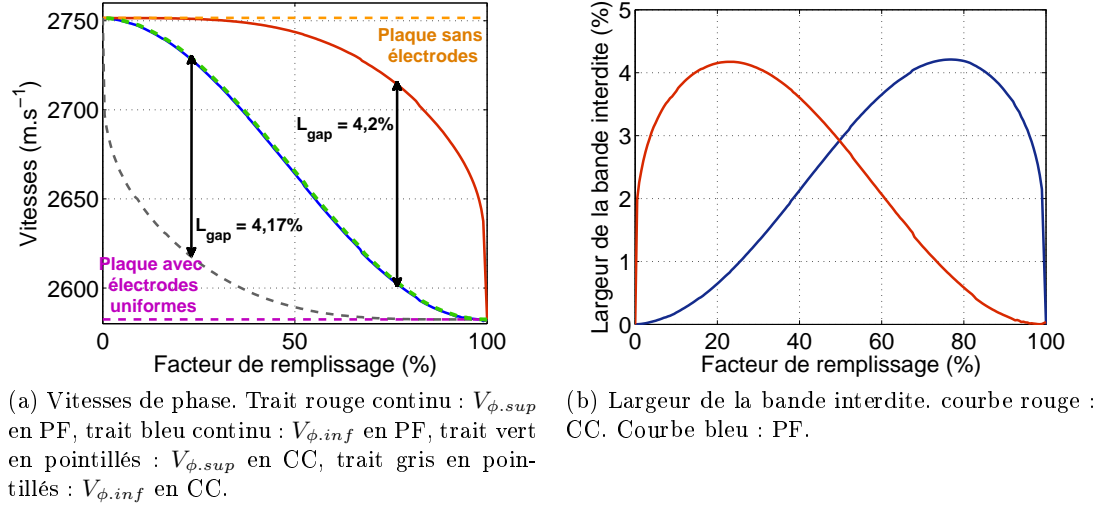 2750
2700
2650
2600
Vitesses (m.s⁻¹)
Plaque sans
électrodes
L_gap = 4,2%
L_gap = 4,17%
Plaque avec
électrodes
uniformes
0
50
100
Facteur de remplissage (%)
5
4
3
2
1
0
Largeur de la bande interdite (%)
0
20
40
60
80
100
Facteur de remplissage (%)
(a) Vitesses de phase. Trait rouge continu : V_ϕ.sup
en PF, trait bleu continu : V_ϕ.inf en PF, trait vert
en pointillés : V_ϕ.sup en CC, trait gris en poin-
tillés : V_ϕ.inf en CC.
(b) Largeur de la bande interdite. courbe rouge :
CC. Courbe bleu : PF.